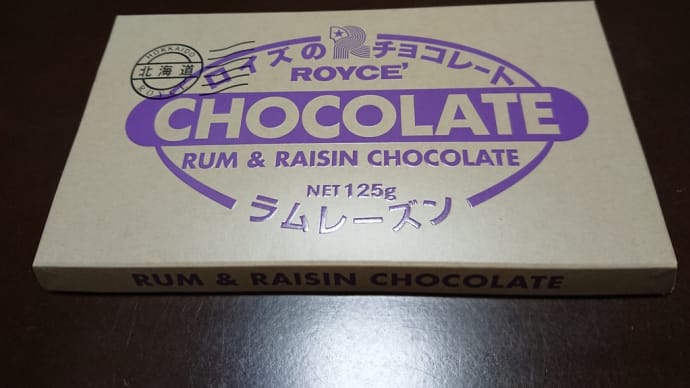 HOKKAIDO
北海道
ROYCE'
ロイズのチョコレート
ROYCE'
CHOCOLATE
RUM & RAISIN CHOCOLATE
NET 125g
ラムレーズン
RUM & RAISIN CHOCOLATE